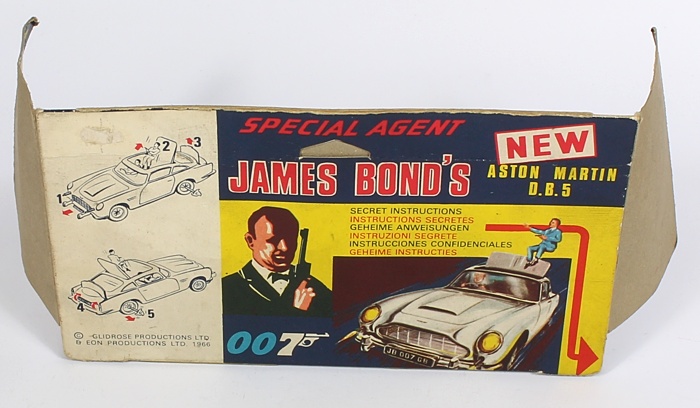 2
3
1
4
5
© GLIDROSE PRODUCTIONS LTD
& EON PRODUCTIONS LTD. 1966
SPECIAL AGENT
JAMES BOND'S
NEW
ASTON MARTIN
D.B.5
SECRET INSTRUCTIONS
INSTRUCTIONS SECRETES
GEHEIME ANWEISUNGEN
INSTRUZIONI SEGRETE
INSTRUCCIONES CONFIDENCIALES
GEHEIME INSTRUCTIES
007
JB 007 GB